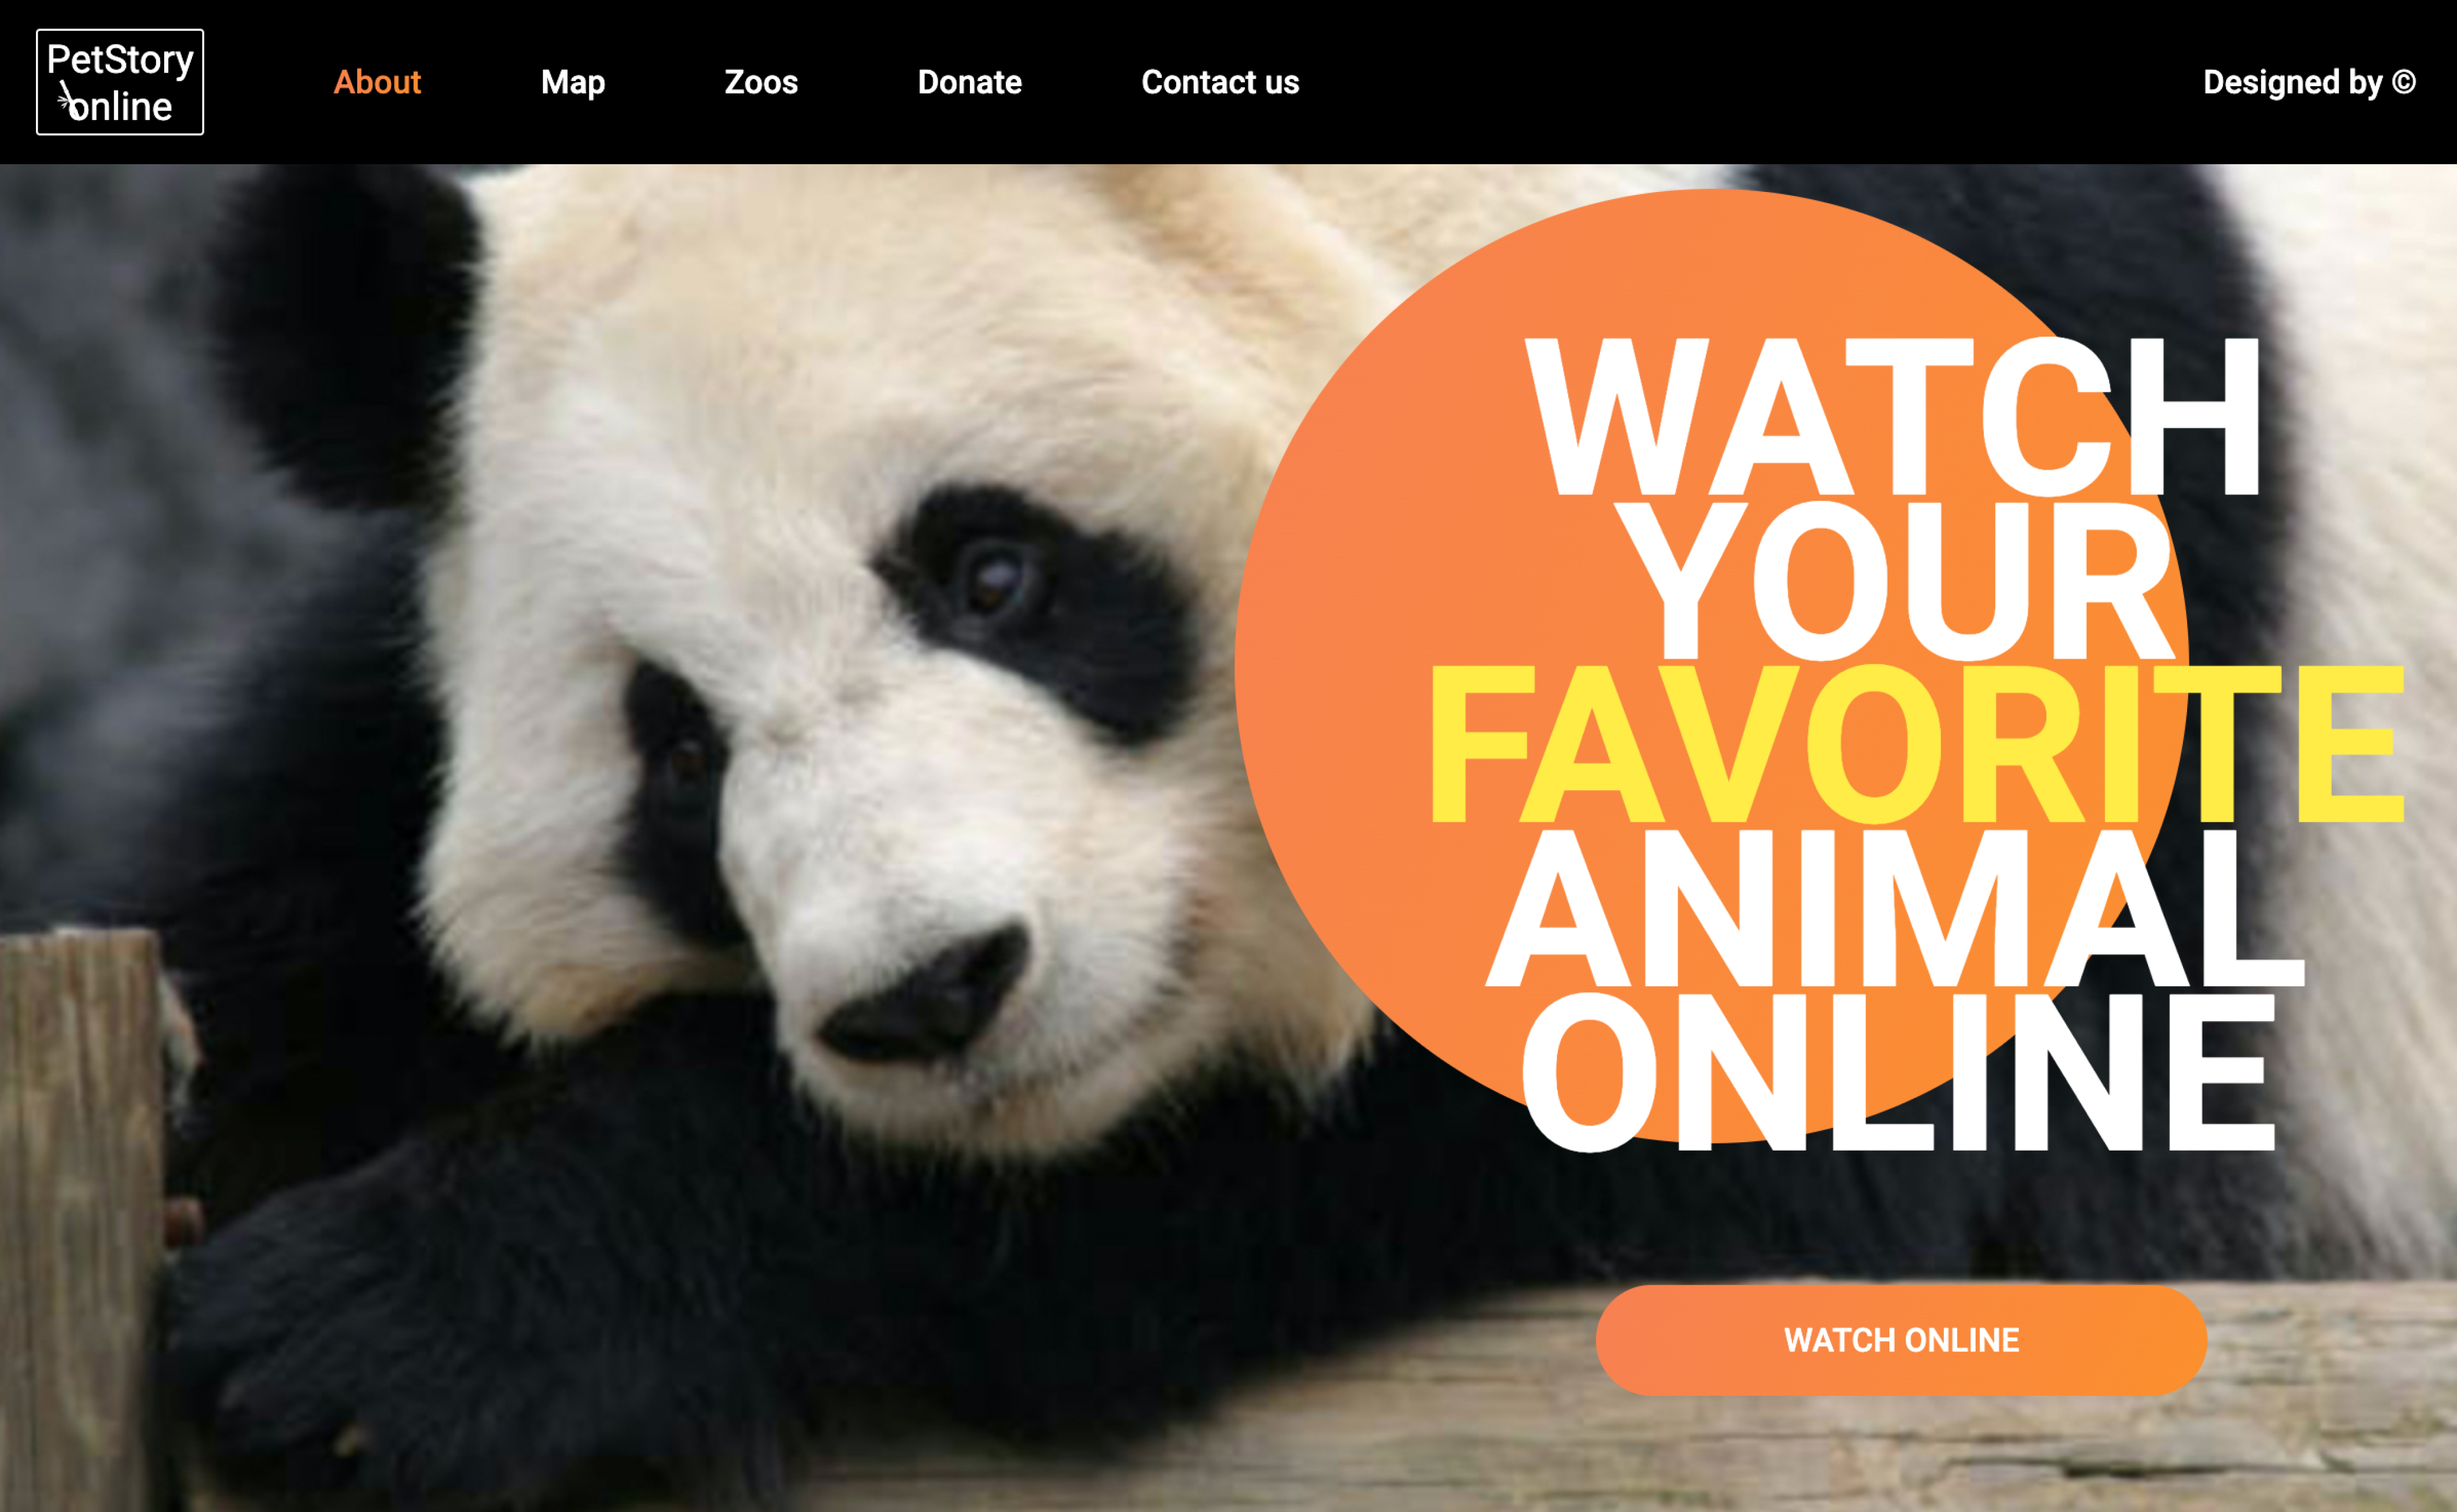 PetStory
online
About Map Zoos Donate Contact us Designed by ©
WATCH
YOUR
FAVORITE
ANIMAL
ONLINE
WATCH ONLINE